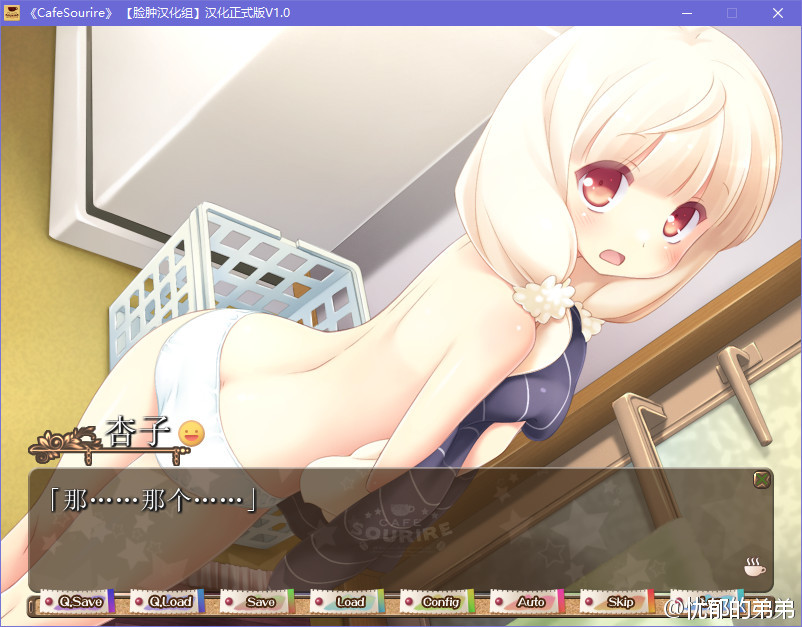 《CafeSourire》 【脸肿汉化组】汉化正式版V1.0
杏子
「那……那个……」
CAFE
SOURIRE
Q.Save Q.Load Save Load Config Auto Skip
@忧郁的弟弟